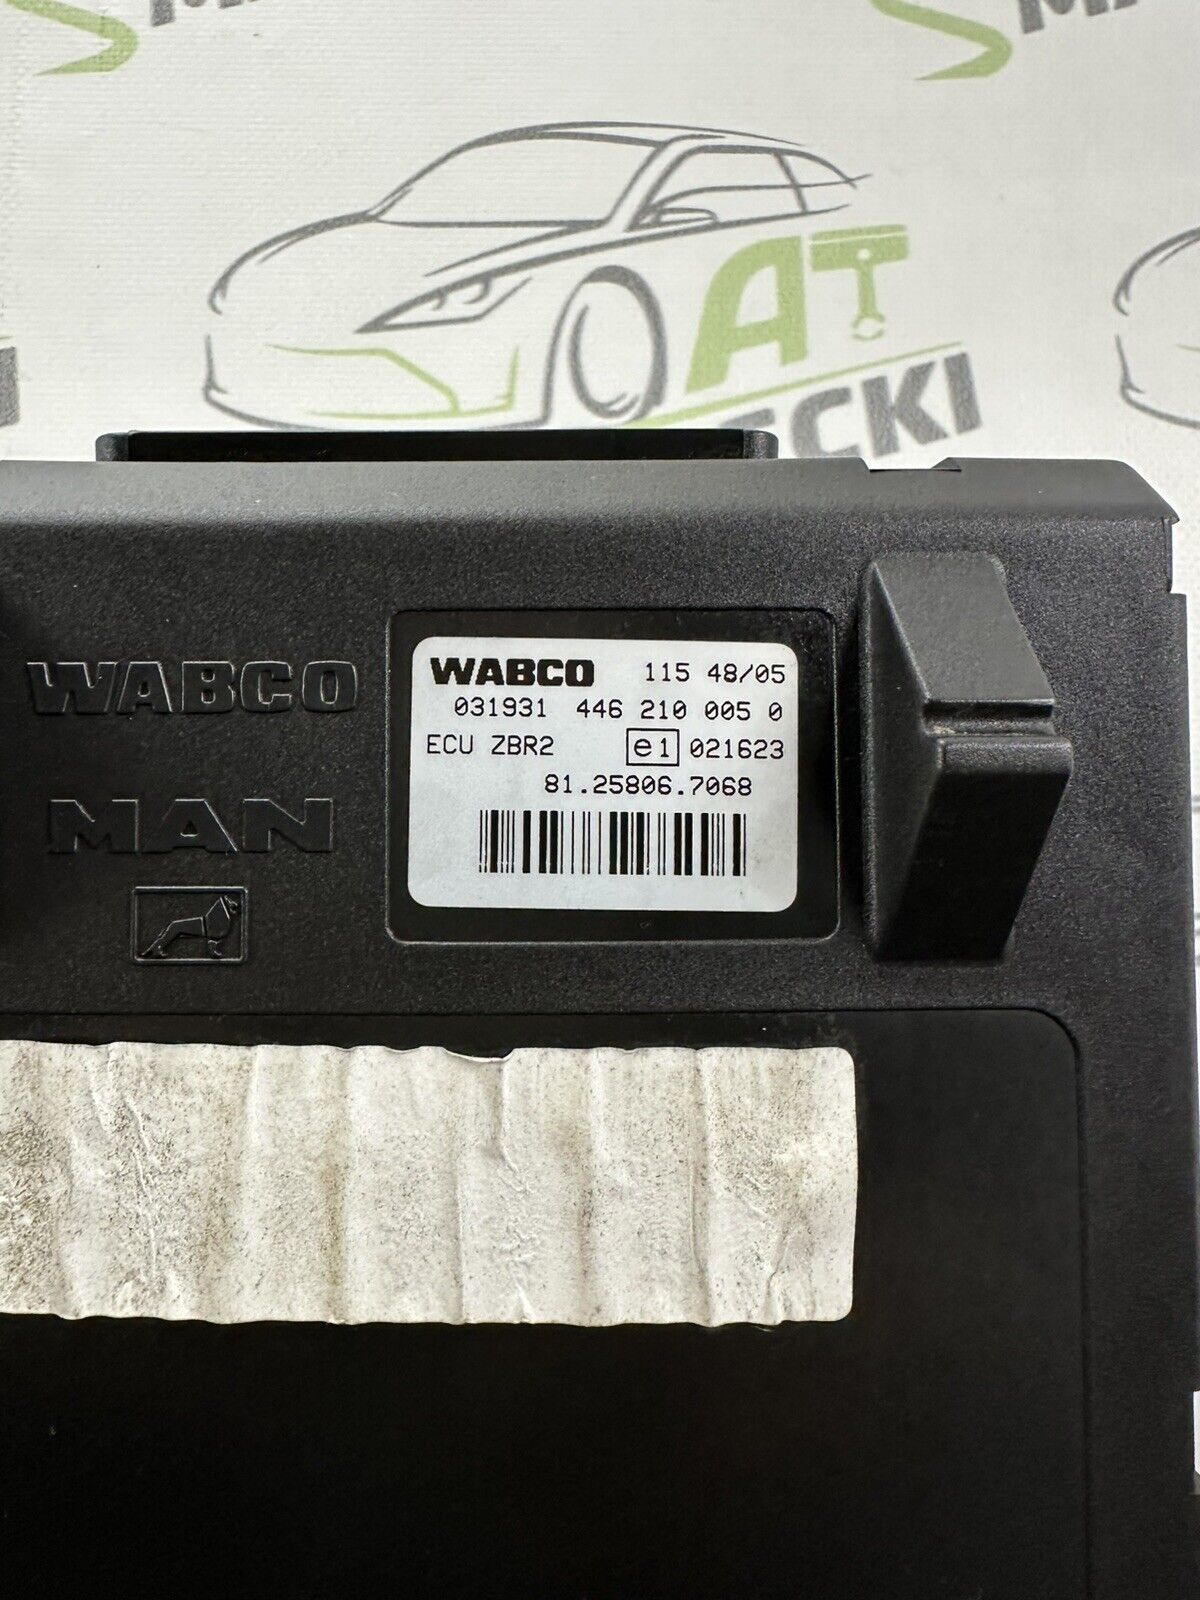 AT
WABCO
MAN
WABCO 115 48/05
031931 446 210 005 0
ECU ZBR2 e1 021623
81.25806.7068